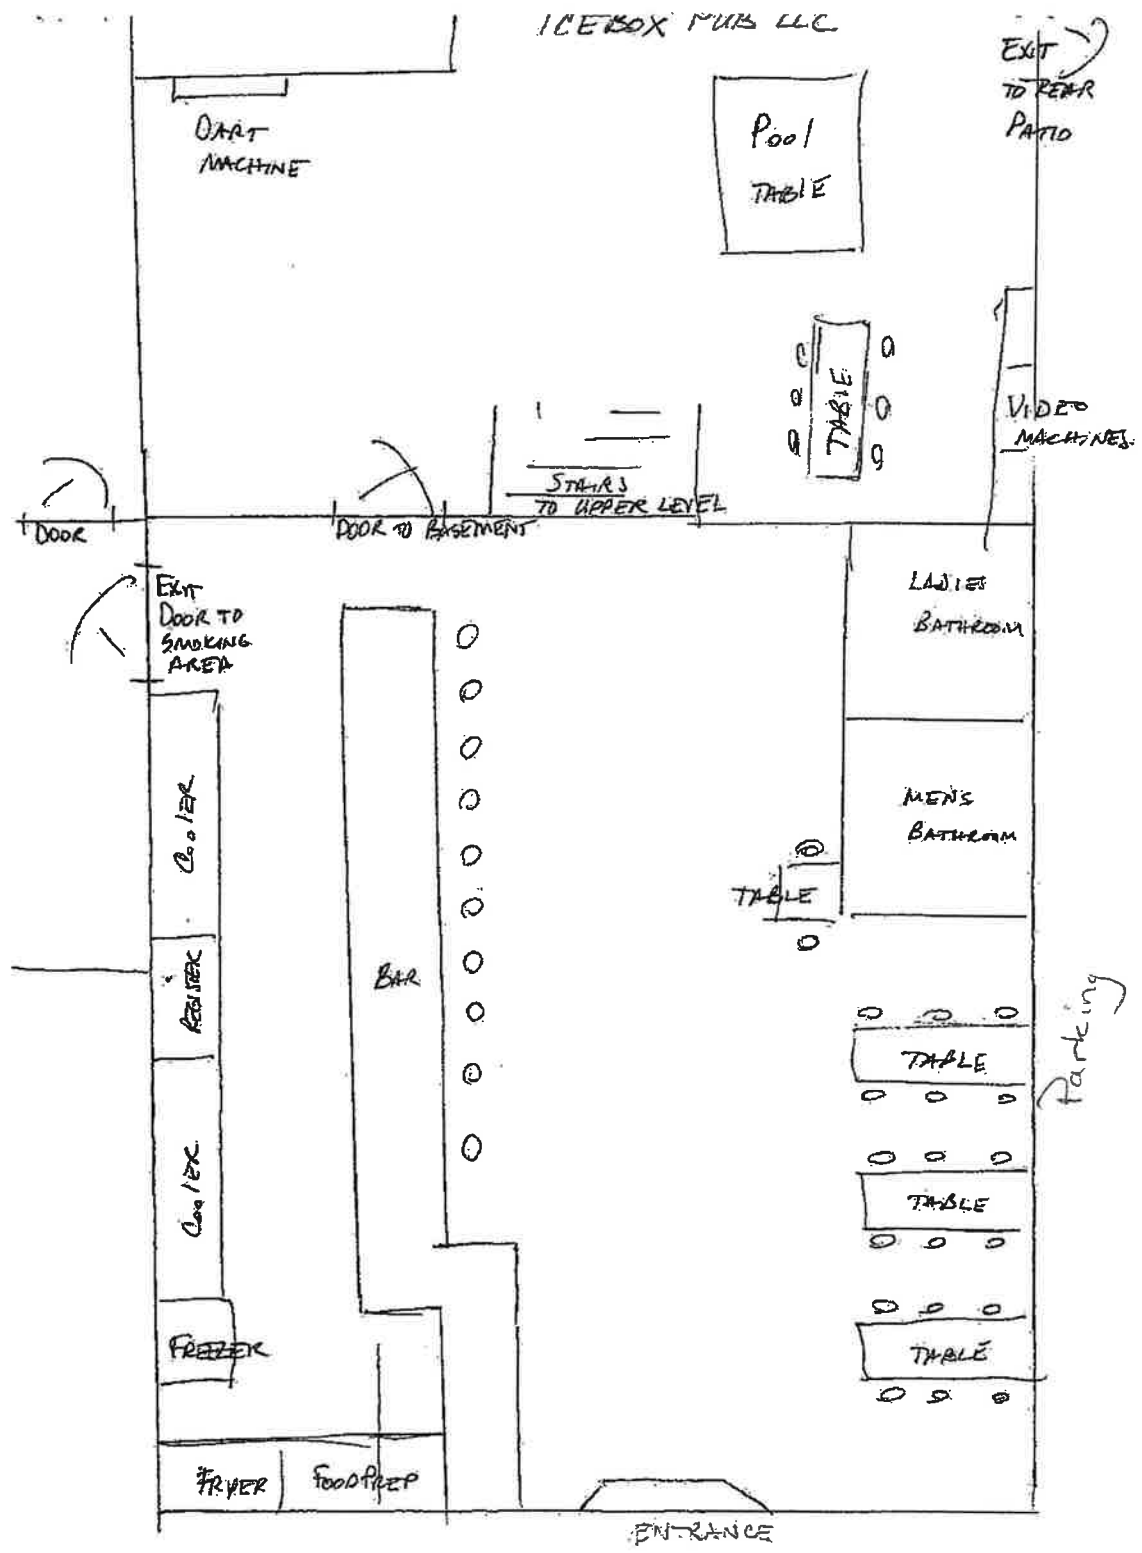 ICEBOX PUB LLC
EXIT
TO REAR
PATIO
DART
MACHINE
Pool
TABLE
TABLE
VIDEO
MACHINES
STAIRS
TO UPPER LEVEL
DOOR
DOOR TO BASEMENT
EXIT
DOOR TO
SMOKING
AREA
LADIES
BATHROOM
COOLER
MENS
BATHROOM
TABLE
REGISTER
BAR
Parking
TABLE
COOLER
TABLE
FREEZER
TABLE
FRYER
FOOD PREP
ENTRANCE